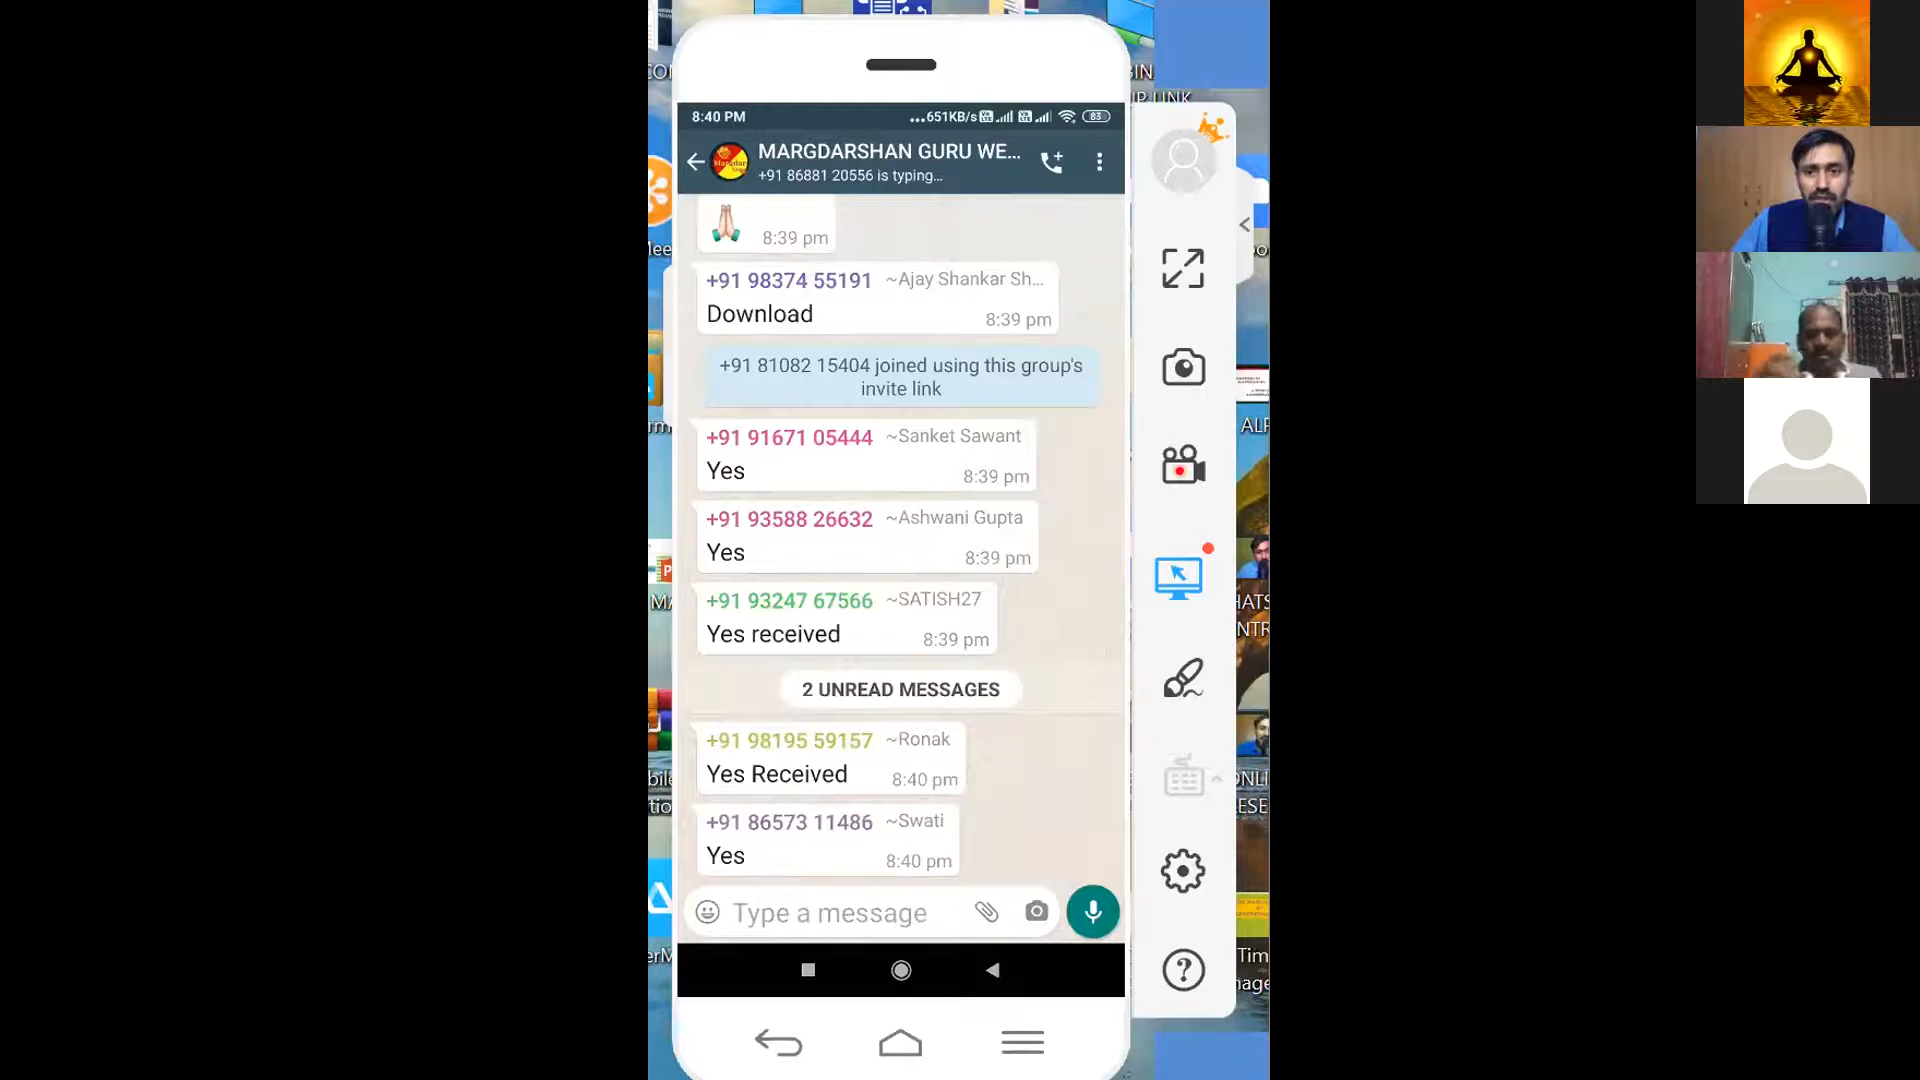 8:40 PM
...651KB/s
83
MARGDARSHAN GURU WE...
+91 86881 20556 is typing...
8:39 pm
+91 98374 55191 ~Ajay Shankar Sh...
Download
8:39 pm
+91 81082 15404 joined using this group's
invite link
+91 91671 05444 ~Sanket Sawant
Yes
8:39 pm
+91 93588 26632 ~Ashwani Gupta
Yes
8:39 pm
+91 93247 67566 ~SATISH27
Yes received
8:39 pm
2 UNREAD MESSAGES
+91 98195 59157 ~Ronak
Yes Received
8:40 pm
+91 86573 11486 ~Swati
Yes
8:40 pm
Type a message